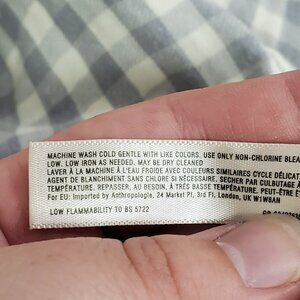 MACHINE WASH COLD GENTLE WITH LIKE COLORS. USE ONLY NON-CHLORINE BLEA
LOW. LOW IRON AS NEEDED. MAY BE DRY CLEANED
LAVER À LA MACHINE À L'EAU FROIDE AVEC COULEURS SIMILAIRES CYCLE DÉLICAT
AGENT DE BLANCHIMENT SANS CHLORE SI NÉCESSAIRE. SÉCHER PAR CULBUTAGE À
TEMPÉRATURE. REPASSER, AU BESOIN, À TRÈS BASSE TEMPÉRATURE. PEUT-ÊTRE ÊT
For EU: Imported by Anthropologie, 24 Market Pl, 3rd Fl, London, UK W1W8AN
LOW FLAMMABILITY TO BS 5722